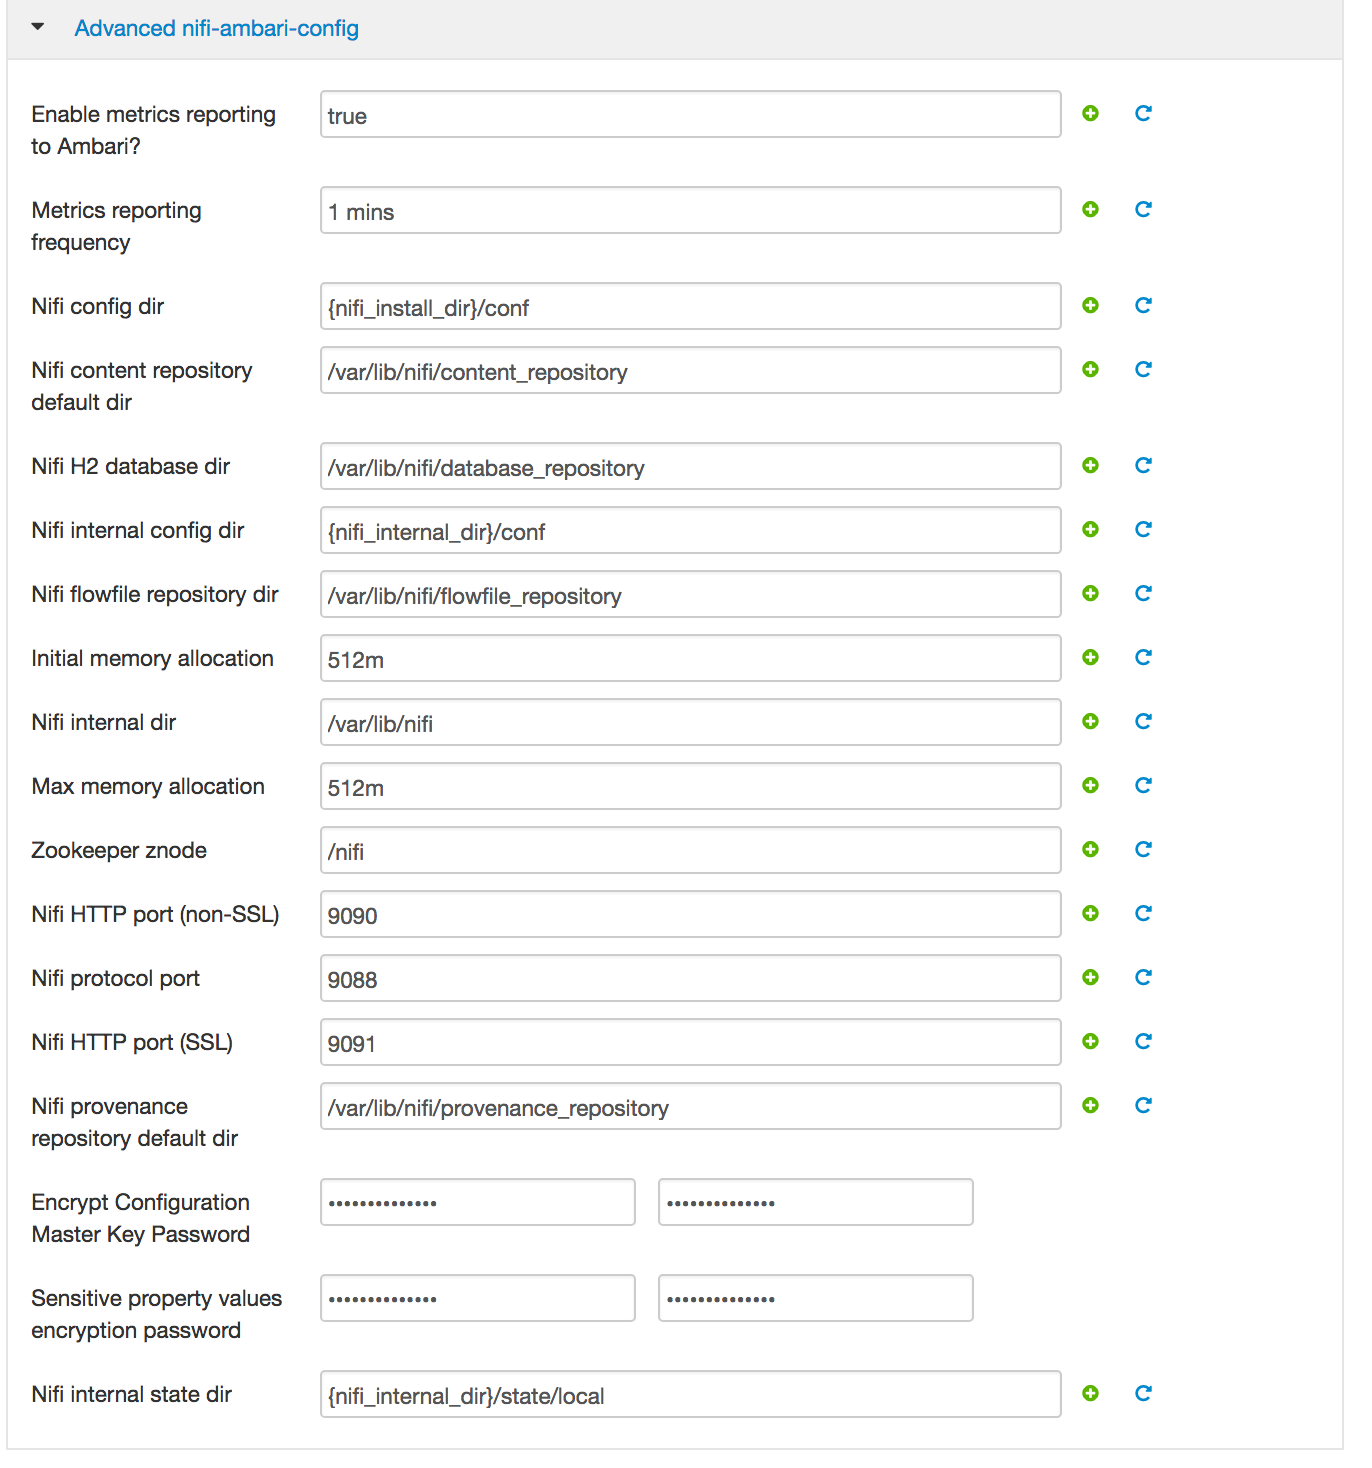 Advanced nifi-ambari-config
Enable metrics reporting
to Ambari?
true
Metrics reporting
frequency
1 mins
Nifi config dir
{nifi_install_dir}/conf
Nifi content repository
default dir
/var/lib/nifi/content_repository
Nifi H2 database dir
/var/lib/nifi/database_repository
Nifi internal config dir
{nifi_internal_dir}/conf
Nifi flowfile repository dir
/var/lib/nifi/flowfile_repository
Initial memory allocation
512m
Nifi internal dir
/var/lib/nifi
Max memory allocation
512m
Zookeeper znode
/nifi
Nifi HTTP port (non-SSL)
9090
Nifi protocol port
9088
Nifi HTTP port (SSL)
9091
Nifi provenance
repository default dir
/var/lib/nifi/provenance_repository
Encrypt Configuration
Master Key Password
•••••••••••••• ••••••••••••••
Sensitive property values
encryption password
•••••••••••••• ••••••••••••••
Nifi internal state dir
{nifi_internal_dir}/state/local